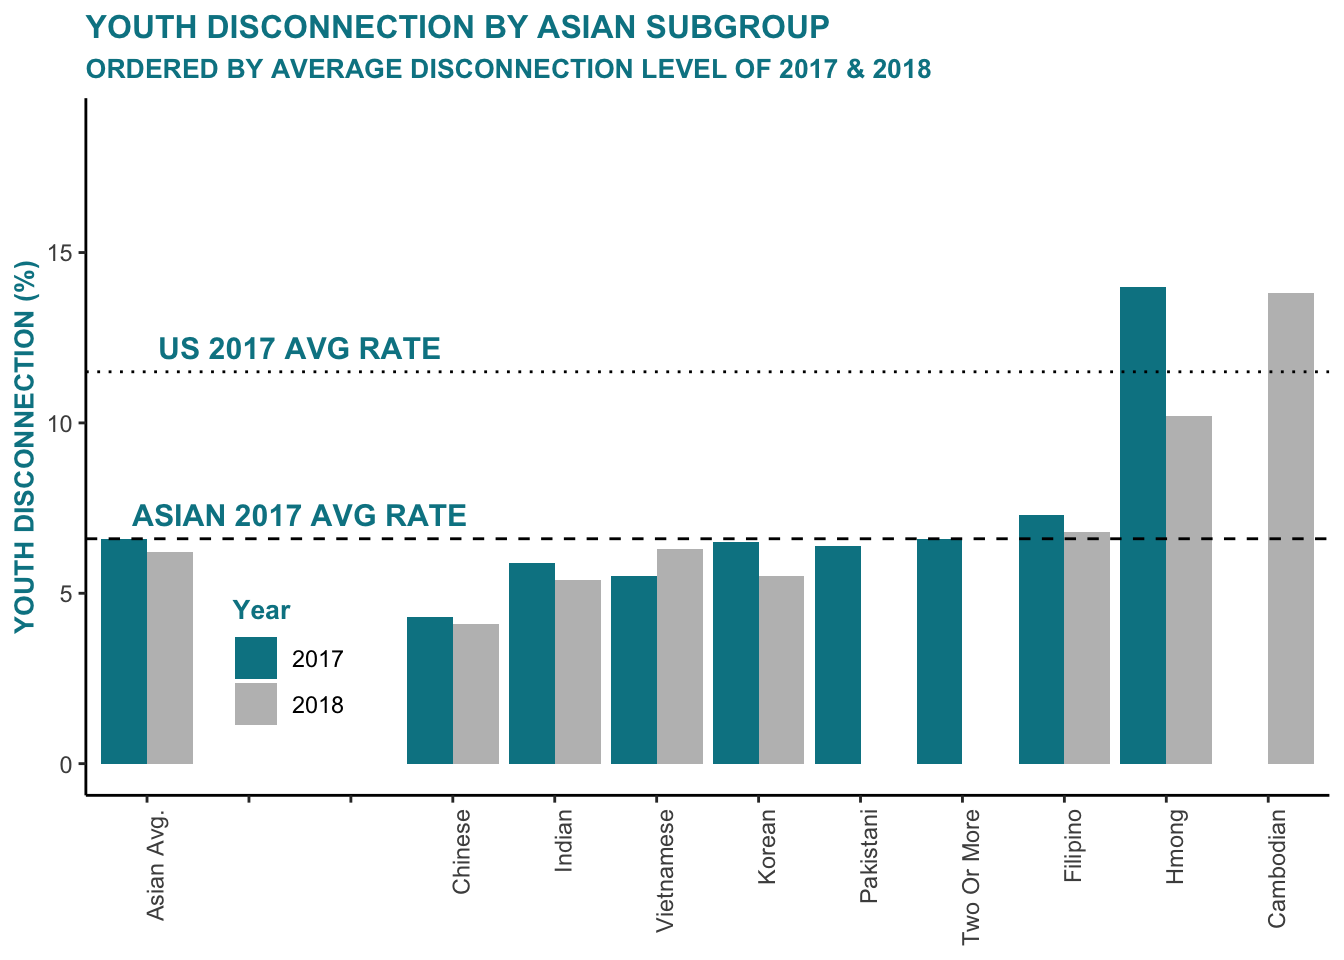 YOUTH DISCONNECTION BY ASIAN SUBGROUP
ORDERED BY AVERAGE DISCONNECTION LEVEL OF 2017 & 2018
YOUTH DISCONNECTION (%)
15
10
5
0
US 2017 AVG RATE
ASIAN 2017 AVG RATE
Year
2017
2018
Asian Avg.
Chinese
Indian
Vietnamese
Korean
Pakistani
Two Or More
Filipino
Hmong
Cambodian